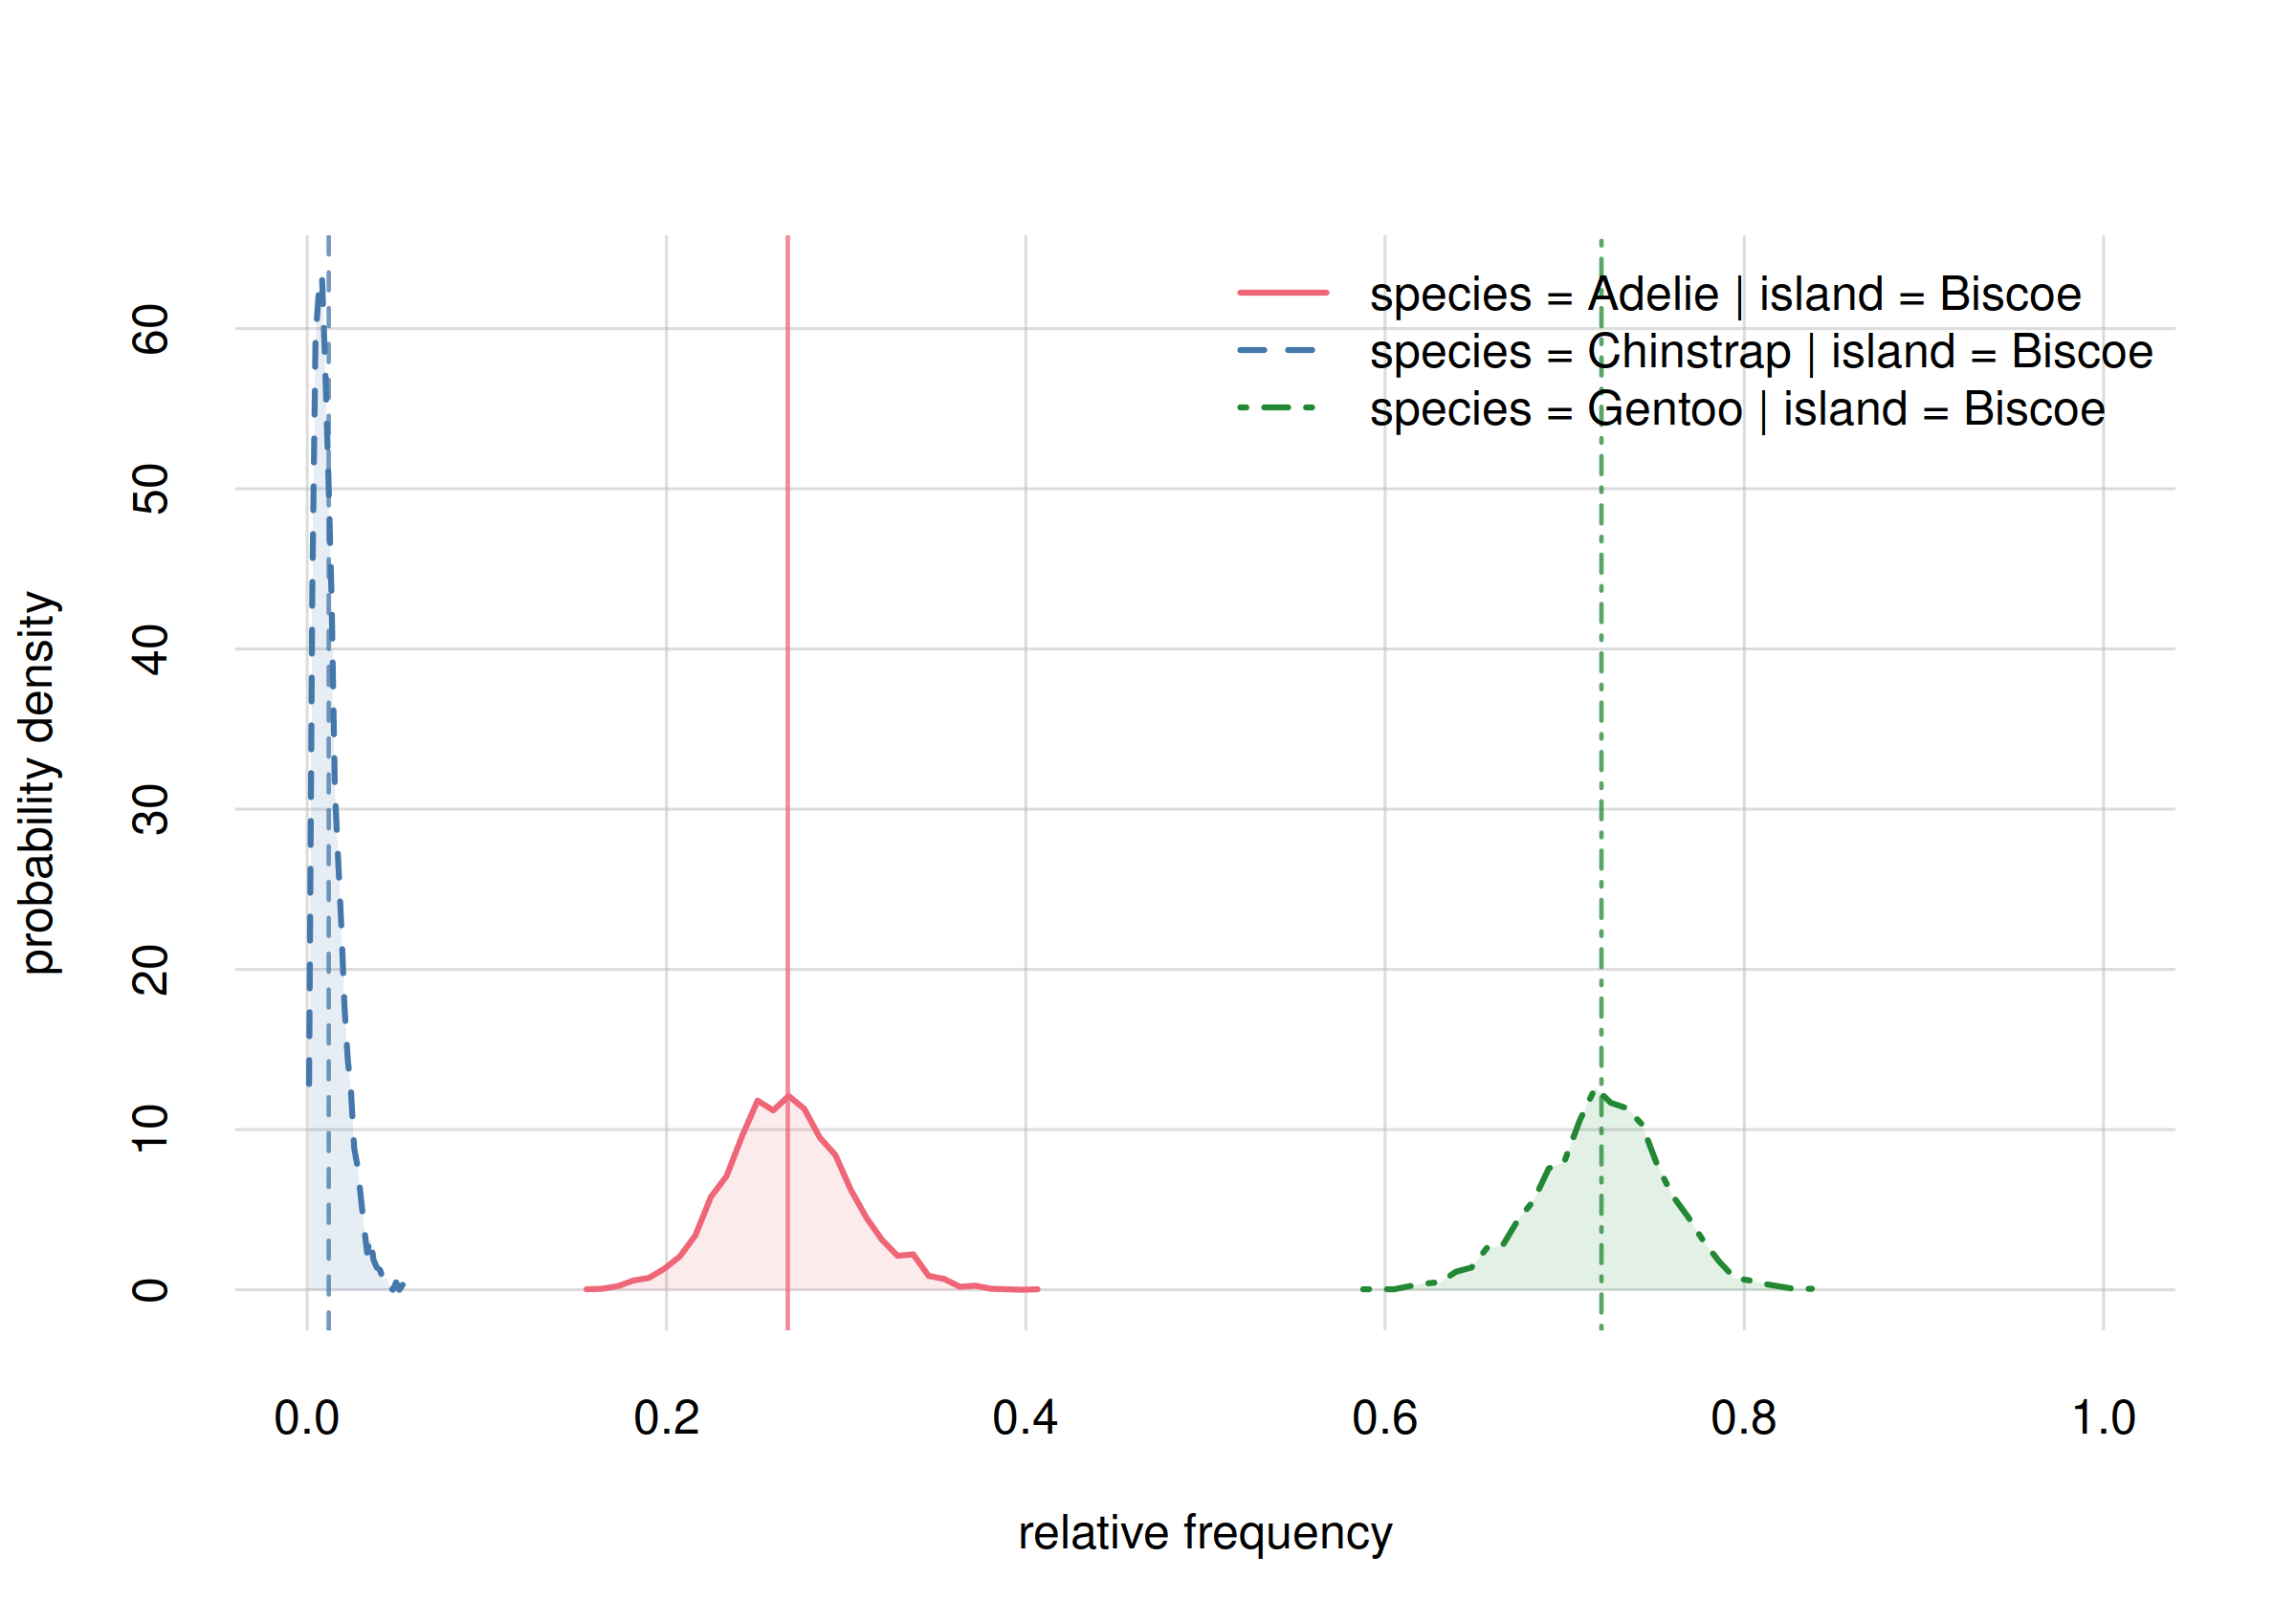 species = Adelie | island = Biscoe
species = Chinstrap | island = Biscoe
species = Gentoo | island = Biscoe
probability density
60
50
40
30
20
10
0
0.0 0.2 0.4 0.6 0.8 1.0
relative frequency